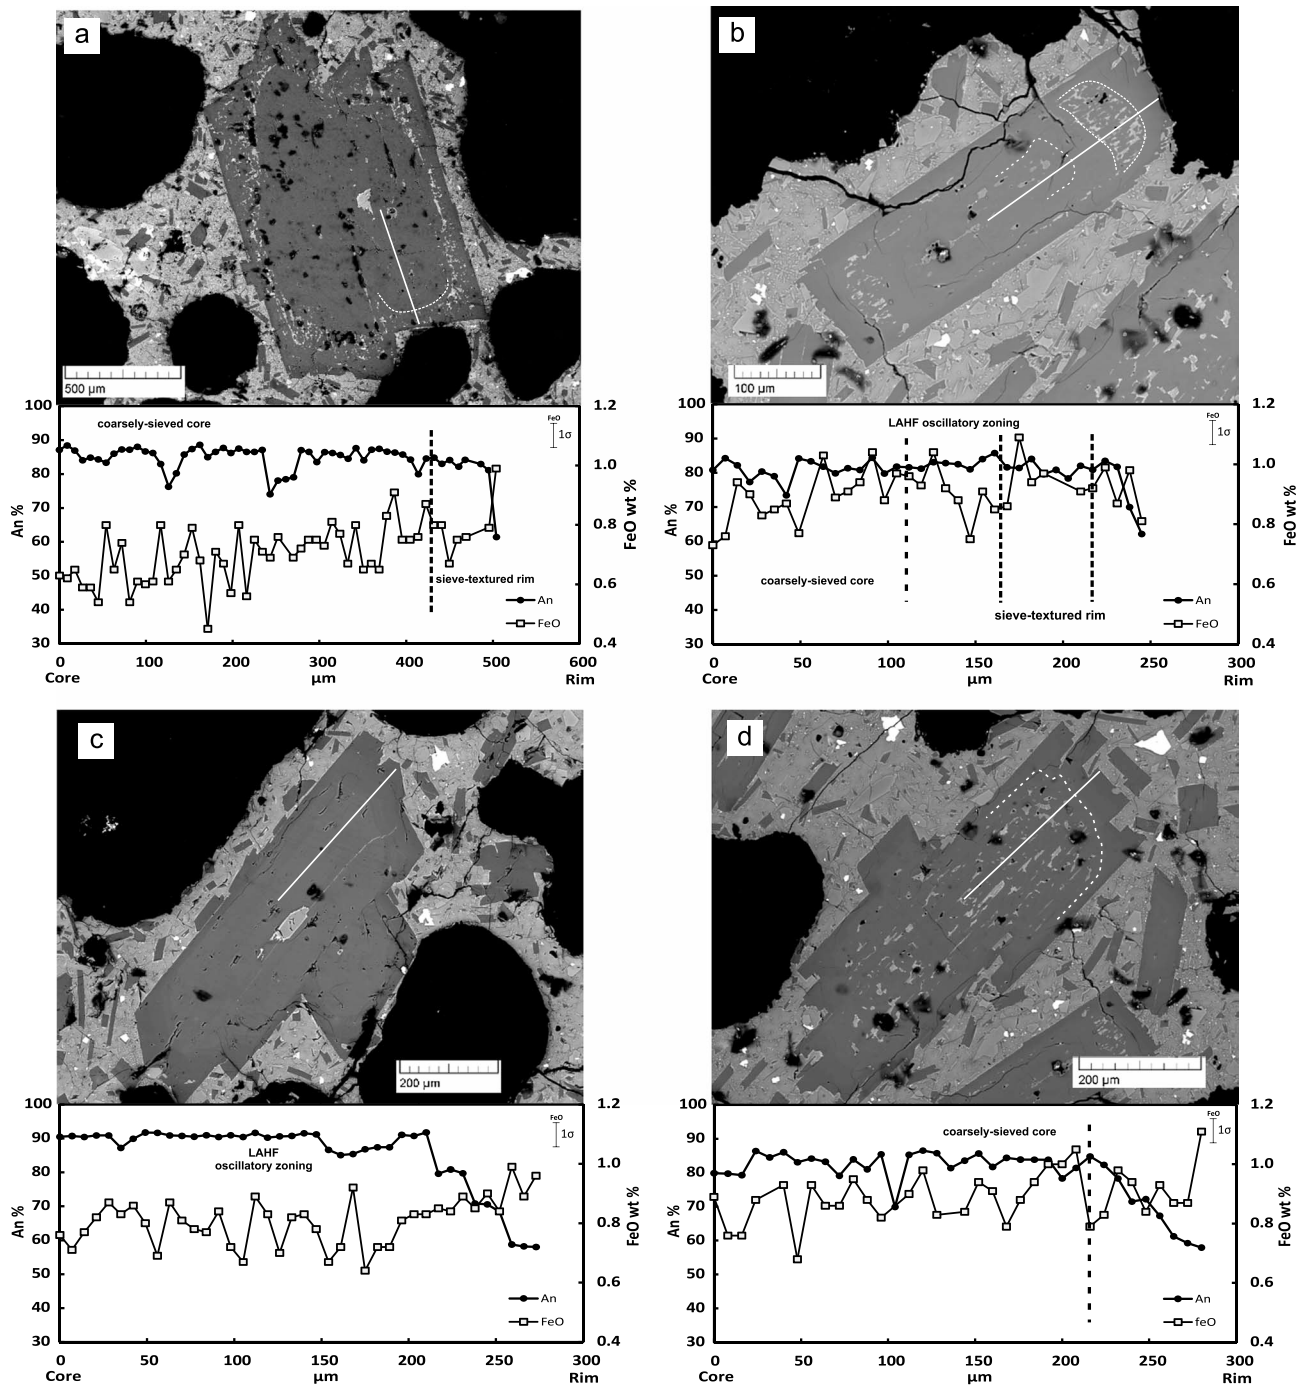 a
500 µm
b
100 µm
coarsely-sieved core
FeO
1σ
sieve-textured rim
An
FeO
100
90
80
70
60
50
40
30
An %
1.2
1.0
0.8
0.6
0.4
FeO wt %
0 100 200 300 400 500 600
Core µm Rim
LAHF oscillatory zoning
FeO
1σ
coarsely-sieved core
sieve-textured rim
An
FeO
100
90
80
70
60
50
40
30
An %
1.2
1.0
0.8
0.6
0.4
FeO wt %
0 50 100 150 200 250 300
Core µm Rim
c
200 µm
d
200 µm
LAHF
oscillatory zoning
FeO
1σ
An
FeO
100
90
80
70
60
50
40
30
An %
1.2
1.0
0.8
0.6
0.4
FeO wt %
0 50 100 150 200 250 300
Core µm Rim
coarsely-sieved core
FeO
1σ
An
feO
100
90
80
70
60
50
40
30
An %
1.2
1.0
0.8
0.6
0.4
FeO wt %
0 50 100 150 200 250 300
Core µm Rim